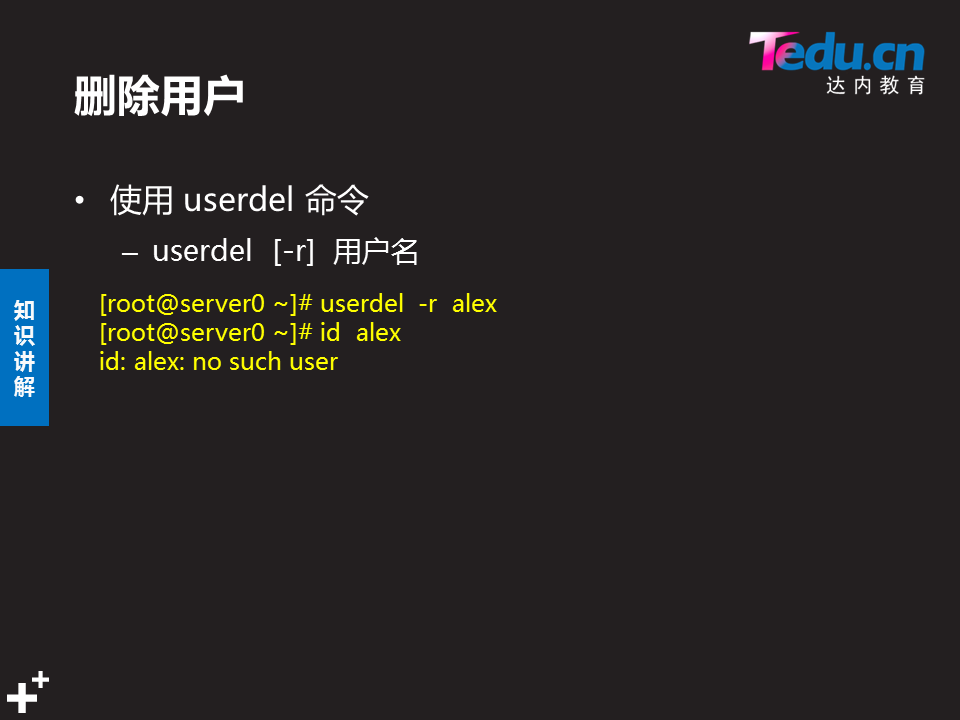 Tedu.cn
达内教育
删除用户
• 使用 userdel 命令
– userdel [-r] 用户名
[root@server0 ~]# userdel -r alex
[root@server0 ~]# id alex
id: alex: no such user
知
识
讲
解